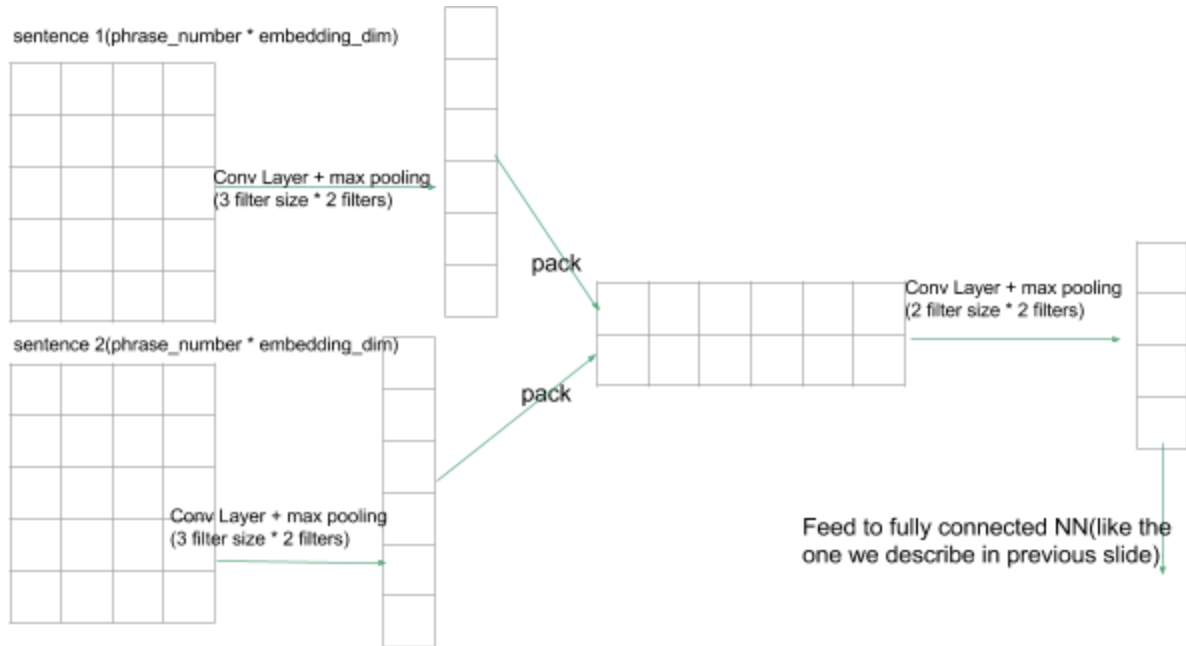 sentence 1(phrase_number * embedding_dim)
Conv Layer + max pooling
(3 filter size * 2 filters)
pack
sentence 2(phrase_number * embedding_dim)
pack
Conv Layer + max pooling
(3 filter size * 2 filters)
Conv Layer + max pooling
(2 filter size * 2 filters)
Feed to fully connected NN(like the
one we describe in previous slide)